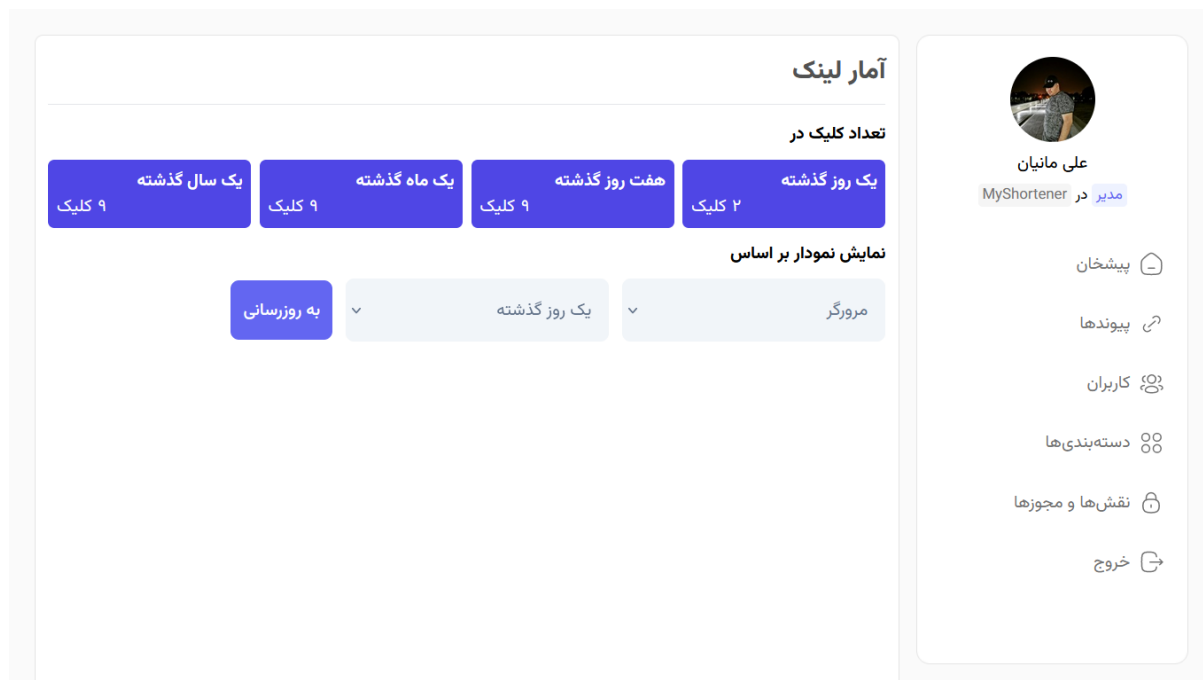 علی مانیان
مدیر در MyShortener
پیشخان
پیوندها
کاربران
دسته‌بندی‌ها
نقش‌ها و مجوزها
خروج
آمار لینک
تعداد کلیک در
یک روز گذشته
۲ کلیک
هفت روز گذشته
۹ کلیک
یک ماه گذشته
۹ کلیک
یک سال گذشته
۹ کلیک
نمایش نمودار بر اساس
مرورگر
یک روز گذشته
به روزرسانی